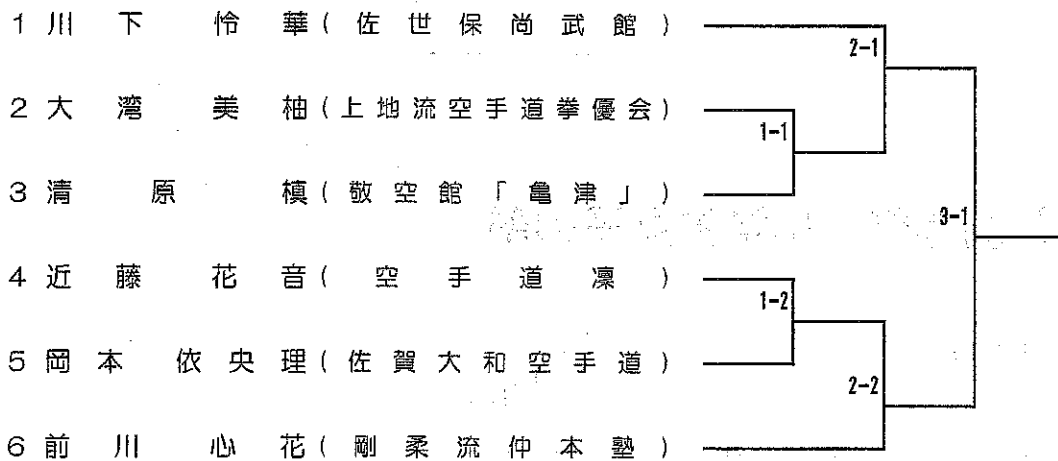 1 川下 怜華(佐世保尚武館)
2-1
2 大湾 美柚(上地流空手道拳優会)
1-1
3 清原 槙(敬空館「亀津」)
3-1
4 近藤 花音(空手道凜)
1-2
5 岡本 依央理(佐賀大和空手道)
2-2
6 前川 心花(剛柔流仲本塾)